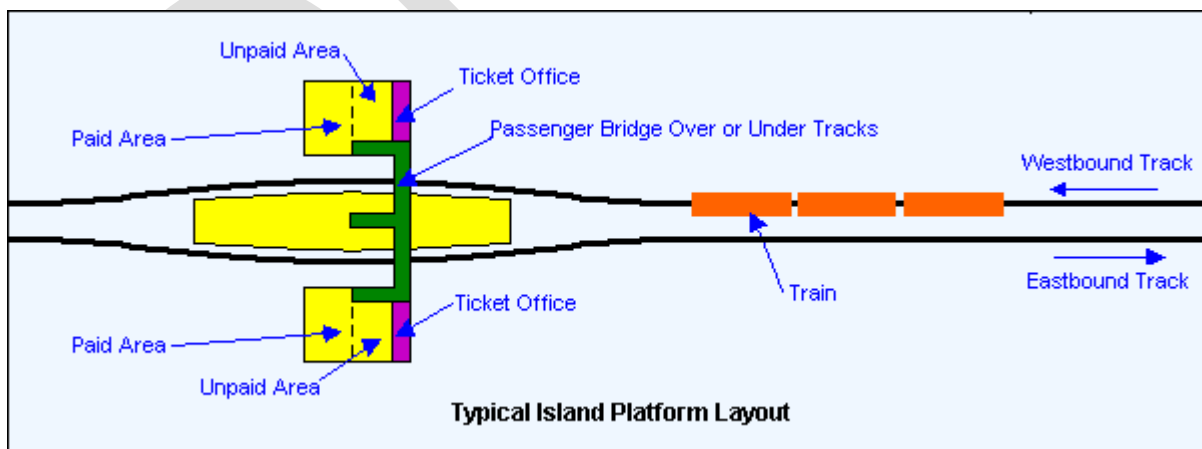 Unpaid Area
Ticket Office
Paid Area
Passenger Bridge Over or Under Tracks
Westbound Track
Eastbound Track
Train
Ticket Office
Paid Area
Unpaid Area
Typical Island Platform Layout